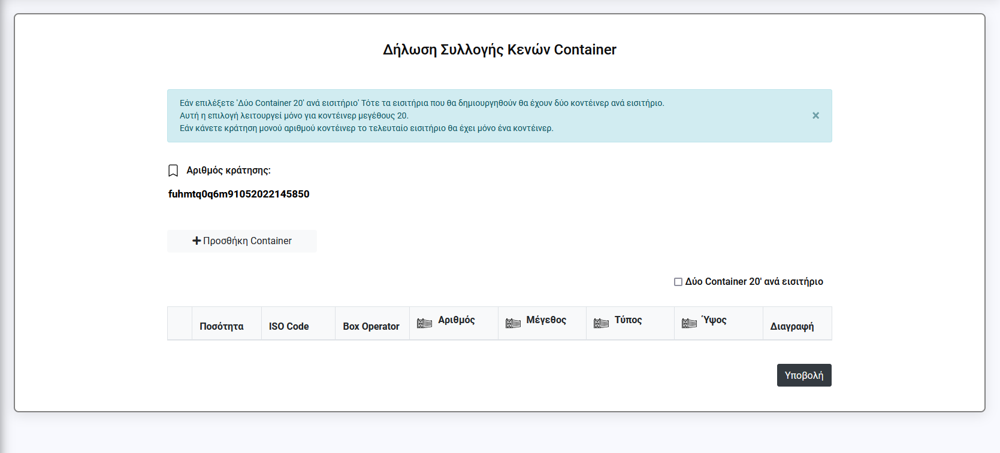 Δήλωση Συλλογής Κενών Container
Εάν επιλέξετε 'Δύο Container 20' ανά εισιτήριο' Τότε τα εισιτήρια που θα δημιουργηθούν θα έχουν δύο κοντέινερ ανά εισιτήριο.
Αυτή η επιλογή λειτουργεί μόνο για κοντέινερ μεγέθους 20.
Εάν κάνετε κράτηση μονού αριθμού κοντέινερ το τελευταίο εισιτήριο θα έχει μόνο ένα κοντέινερ.
×
Αριθμός κράτησης:
fuhmtq0q6m91052022145850
+ Προσθήκη Container
Δύο Container 20' ανά εισιτήριο
Ποσότητα ISO Code Box Operator Αριθμός Μέγεθος Τύπος Ύψος Διαγραφή
Υποβολή